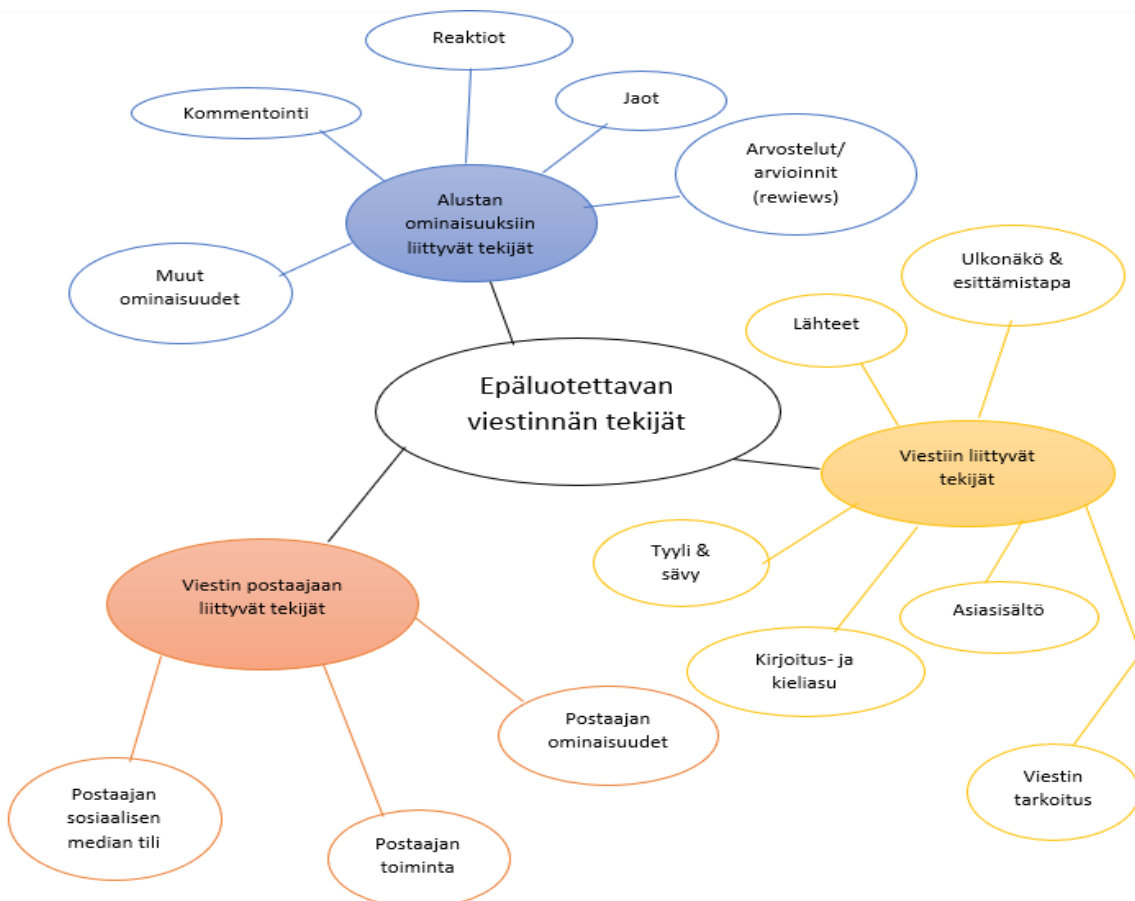 Reaktiot
Kommentointi
Jaot
Arvostelut/
arvioinnit
(rewiews)
Alustan
ominaisuuksiin
liittyvät tekijät
Muut
ominaisuudet
Ulkonäkö &
esittämistapa
Lähteet
Epäluotettavan
viestinnän tekijät
Viestiin liittyvät
tekijät
Tyyli &
sävy
Asiasisältö
Kirjoitus- ja
kieliasu
Viestin
tarkoitus
Viestin postaajaan
liittyvät tekijät
Postaajan
ominaisuudet
Postaajan
sosiaalisen
median tili
Postaajan
toiminta